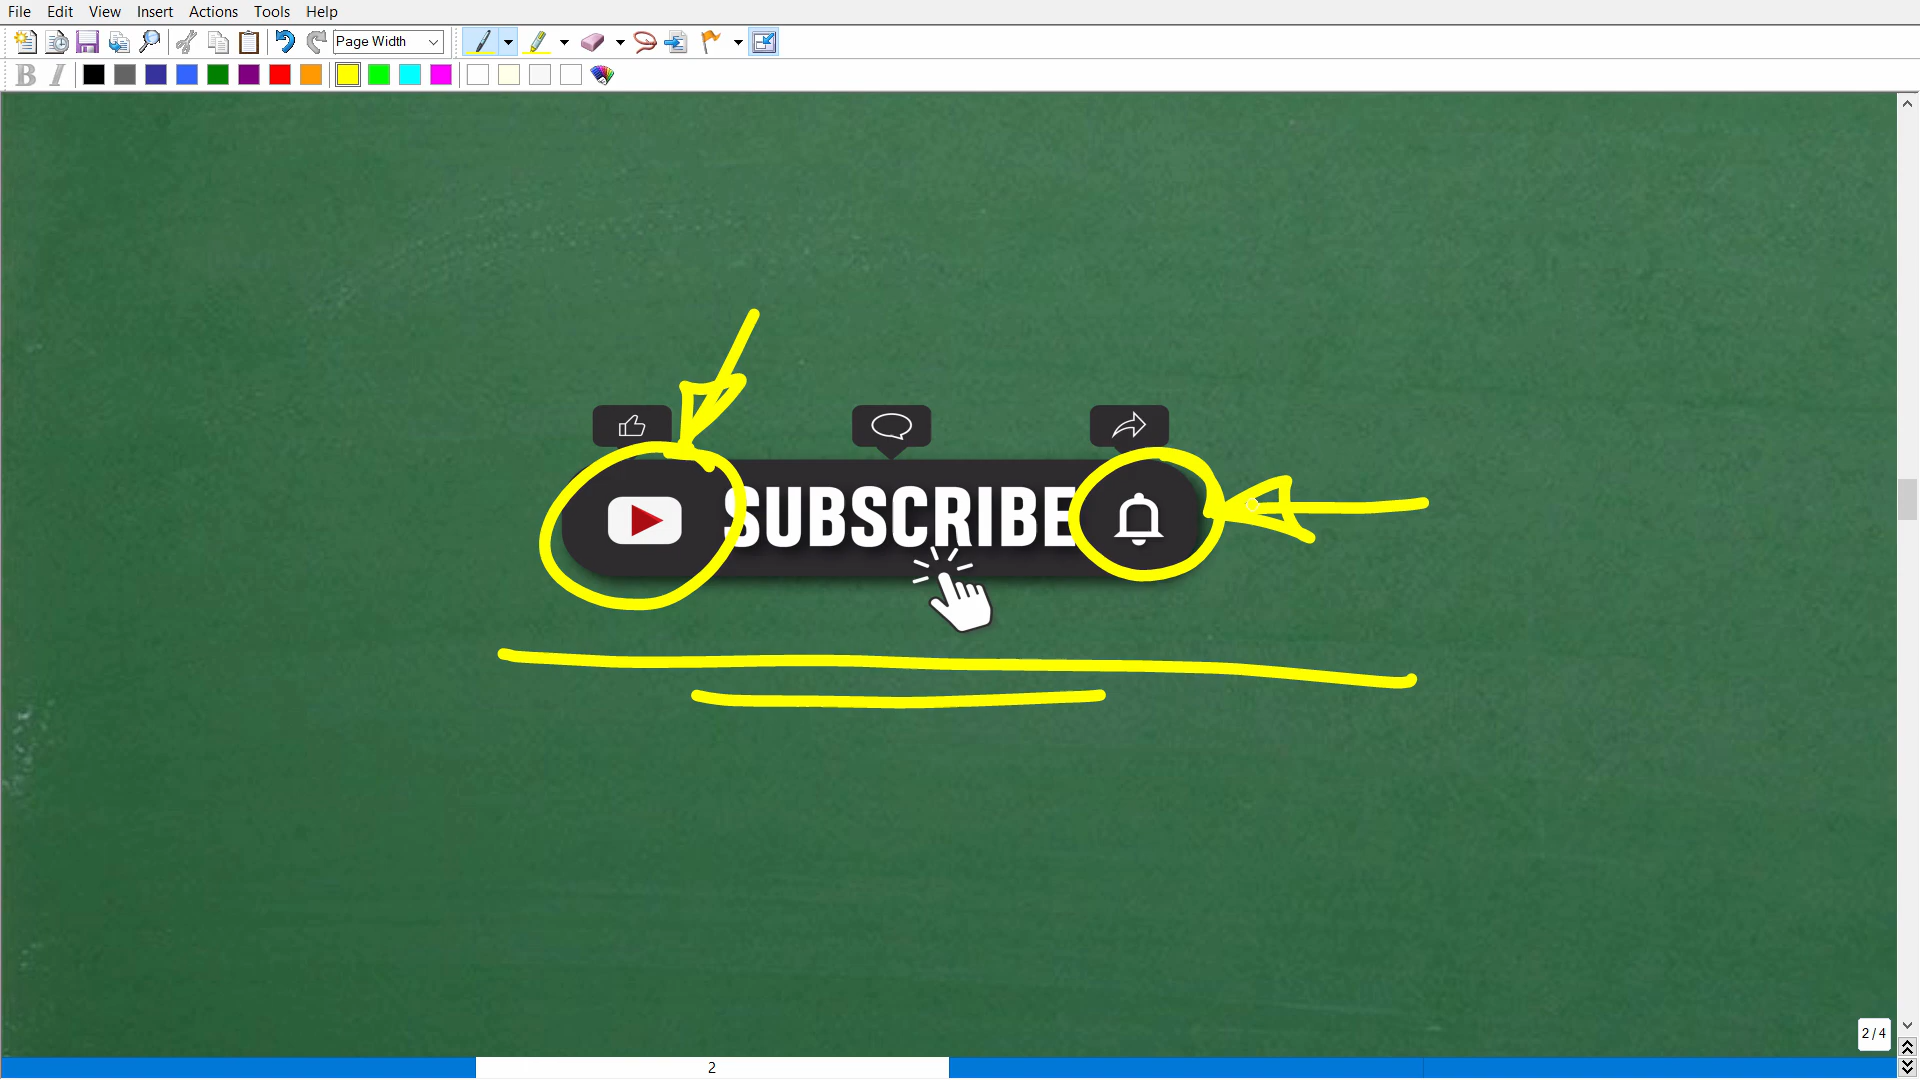 File Edit View Insert Actions Tools Help
Page Width
B I
SUBSCRIBE
2 / 4
2